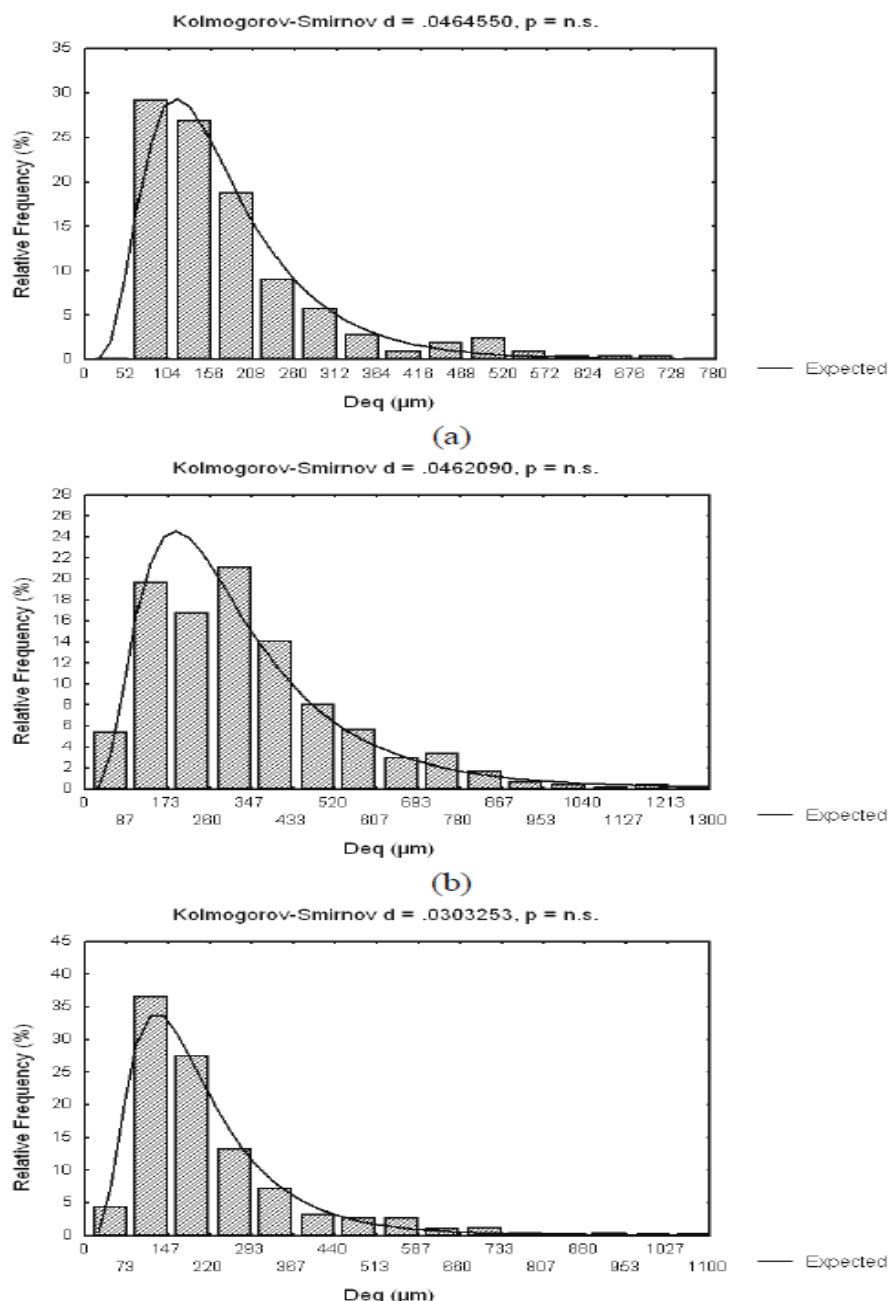 Kolmogorov-Smirnov d = .0464550, p = n.s.
35
30
25
20
15
10
5
0
Relative Frequency (%)
0 52 104 156 208 260 312 364 416 468 520 572 624 676 728 780
Expected
Deq (µm)
(a)
Kolmogorov-Smirnov d = .0462090, p = n.s.
28
26
24
22
20
18
16
14
12
10
8
6
4
2
0
Relative Frequency (%)
0 173 347 520 693 867 1040 1213
87 260 433 607 780 953 1127 1300
Expected
Deq (µm)
(b)
Kolmogorov-Smirnov d = .0303253, p = n.s.
45
40
35
30
25
20
15
10
5
0
Relative Frequency (%)
0 147 293 440 587 733 880 1027
73 220 367 513 660 807 953 1100
Expected
Deq (µm)